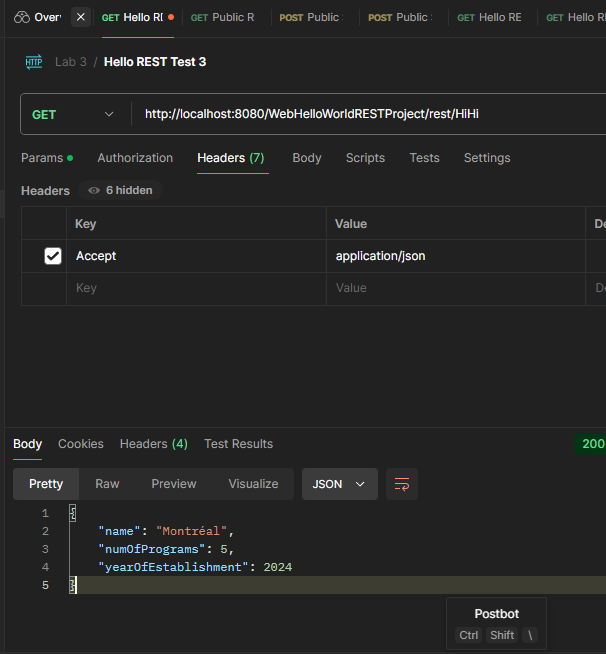 Overv GET Hello RE GET Public R POST Public POST Public GET Hello RE GET Hello RE
HTTP Lab 3 / Hello REST Test 3
GET http://localhost:8080/WebHelloWorldRESTProject/rest/HiHi
Params Authorization Headers (7) Body Scripts Tests Settings
Headers 6 hidden
Key Value De
Accept application/json
Key Value De
Body Cookies Headers (4) Test Results 200
Pretty Raw Preview Visualize JSON
1 {
2 "name": "Montréal",
3 "numOfPrograms": 5,
4 "yearOfEstablishment": 2024
5 }
Postbot
Ctrl Shift \